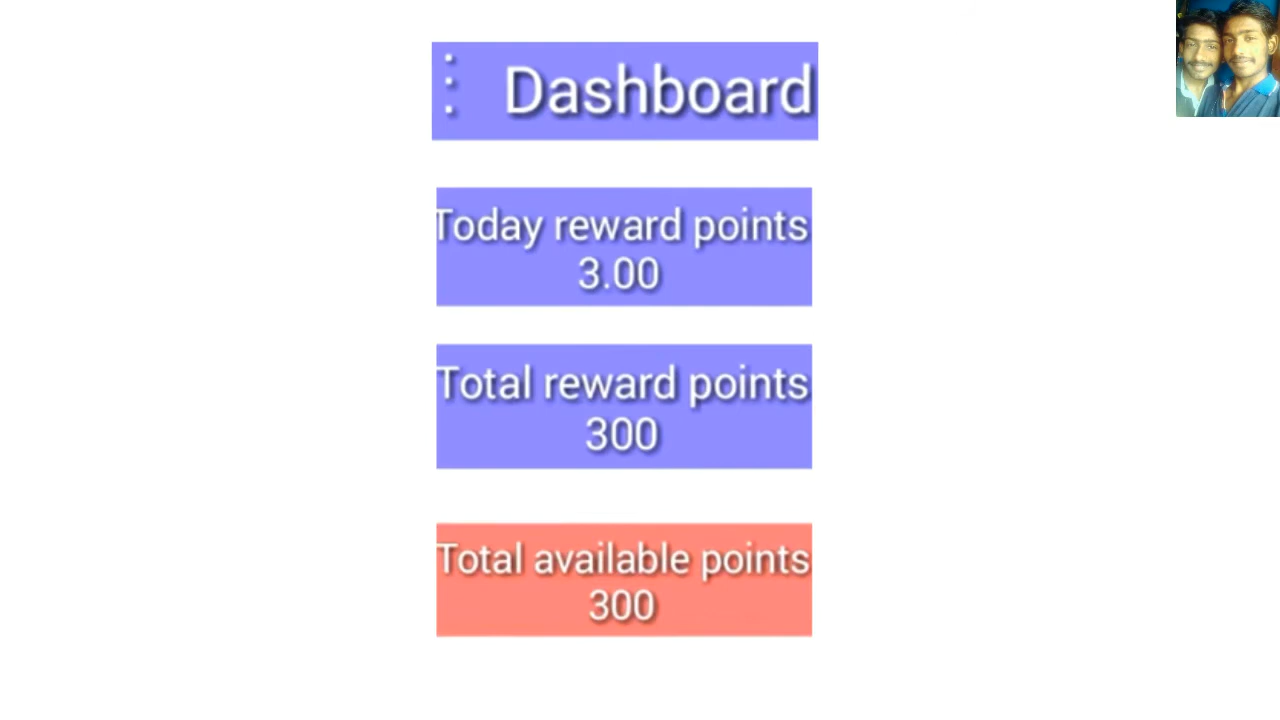 Dashboard
Today reward points
3.00
Total reward points
300
Total available points
300